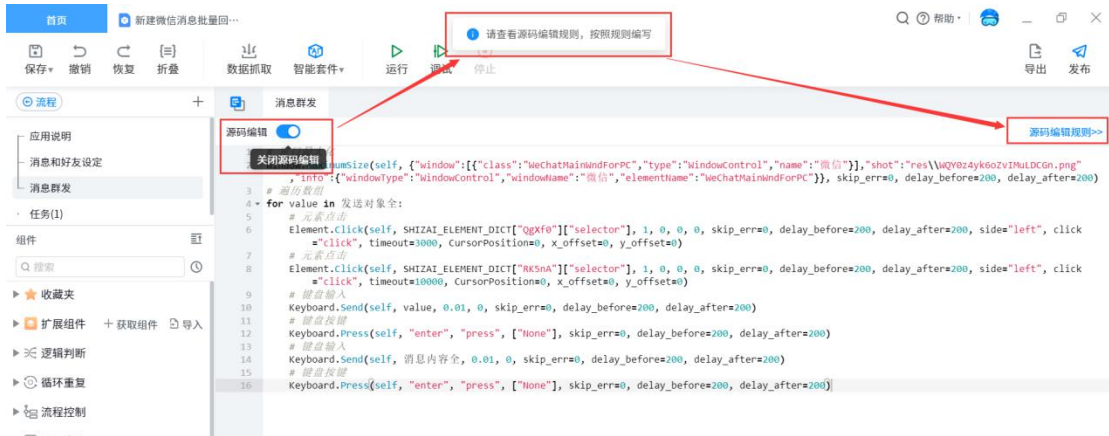 首页
新建微信消息批量回…
帮助
请查看源码编辑规则，按照规则编写
保存 撤销 恢复 折叠 数据抓取 智能套件 运行 调试 停止 导出 发布
流程
消息群发
应用说明
消息和好友设定
消息群发
任务(1)
组件
搜索
收藏夹
扩展组件 +获取组件 导入
逻辑判断
循环重复
流程控制
源码编辑
源码编辑规则>>
关闭源码编辑
1
imumSize(self, {"window":[{"class":"WeChatMainWndForPC","type":"WindowControl","name":"微信"}],"shot":"res\\WQY0z4yk6oZvIMuLDCGn.png"
,"info":{"windowType":"WindowControl","windowName":"微信","elementName":"WeChatMainWndForPC"}}, skip_err=0, delay_before=200, delay_after=200)
3 # 遍历数组
4 for value in 发送对象全:
5 # 元素点击
6 Element.Click(self, SHIZAI_ELEMENT_DICT["QgXf0"]["selector"], 1, 0, 0, 0, skip_err=0, delay_before=200, delay_after=200, side="left", click
="click", timeout=3000, CursorPosition=0, x_offset=0, y_offset=0)
7 # 元素点击
8 Element.Click(self, SHIZAI_ELEMENT_DICT["RK5nA"]["selector"], 1, 0, 0, 0, skip_err=0, delay_before=200, delay_after=200, side="left", click
="click", timeout=10000, CursorPosition=0, x_offset=0, y_offset=0)
9 # 键盘输入
10 Keyboard.Send(self, value, 0.01, 0, skip_err=0, delay_before=200, delay_after=200)
11 # 键盘按键
12 Keyboard.Press(self, "enter", "press", ["None"], skip_err=0, delay_before=200, delay_after=200)
13 # 键盘输入
14 Keyboard.Send(self, 消息内容全, 0.01, 0, skip_err=0, delay_before=200, delay_after=200)
15 # 键盘按键
16 Keyboard.Press(self, "enter", "press", ["None"], skip_err=0, delay_before=200, delay_after=200)